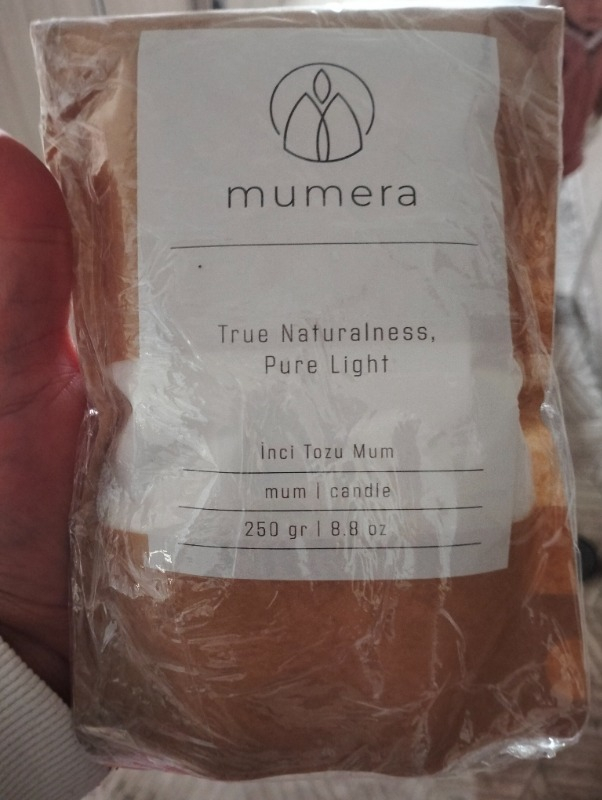 mumera
True Naturalness,
Pure Light
İnci Tozu Mum
mum | candle
250 gr | 8.8 oz